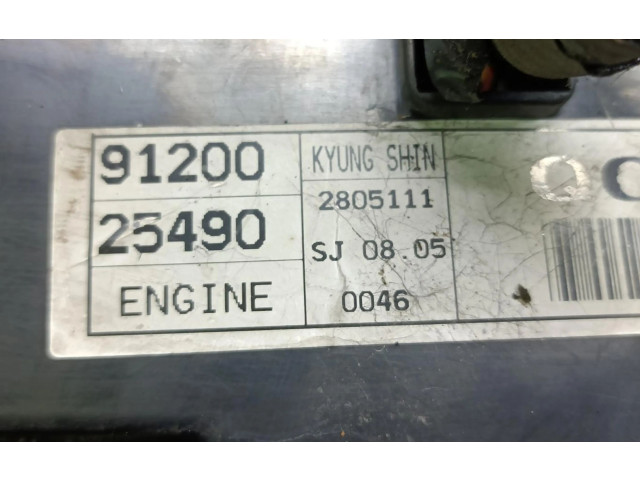 91200
25490
ENGINE
KYUNG SHIN
2805111
SJ 08.05
0046